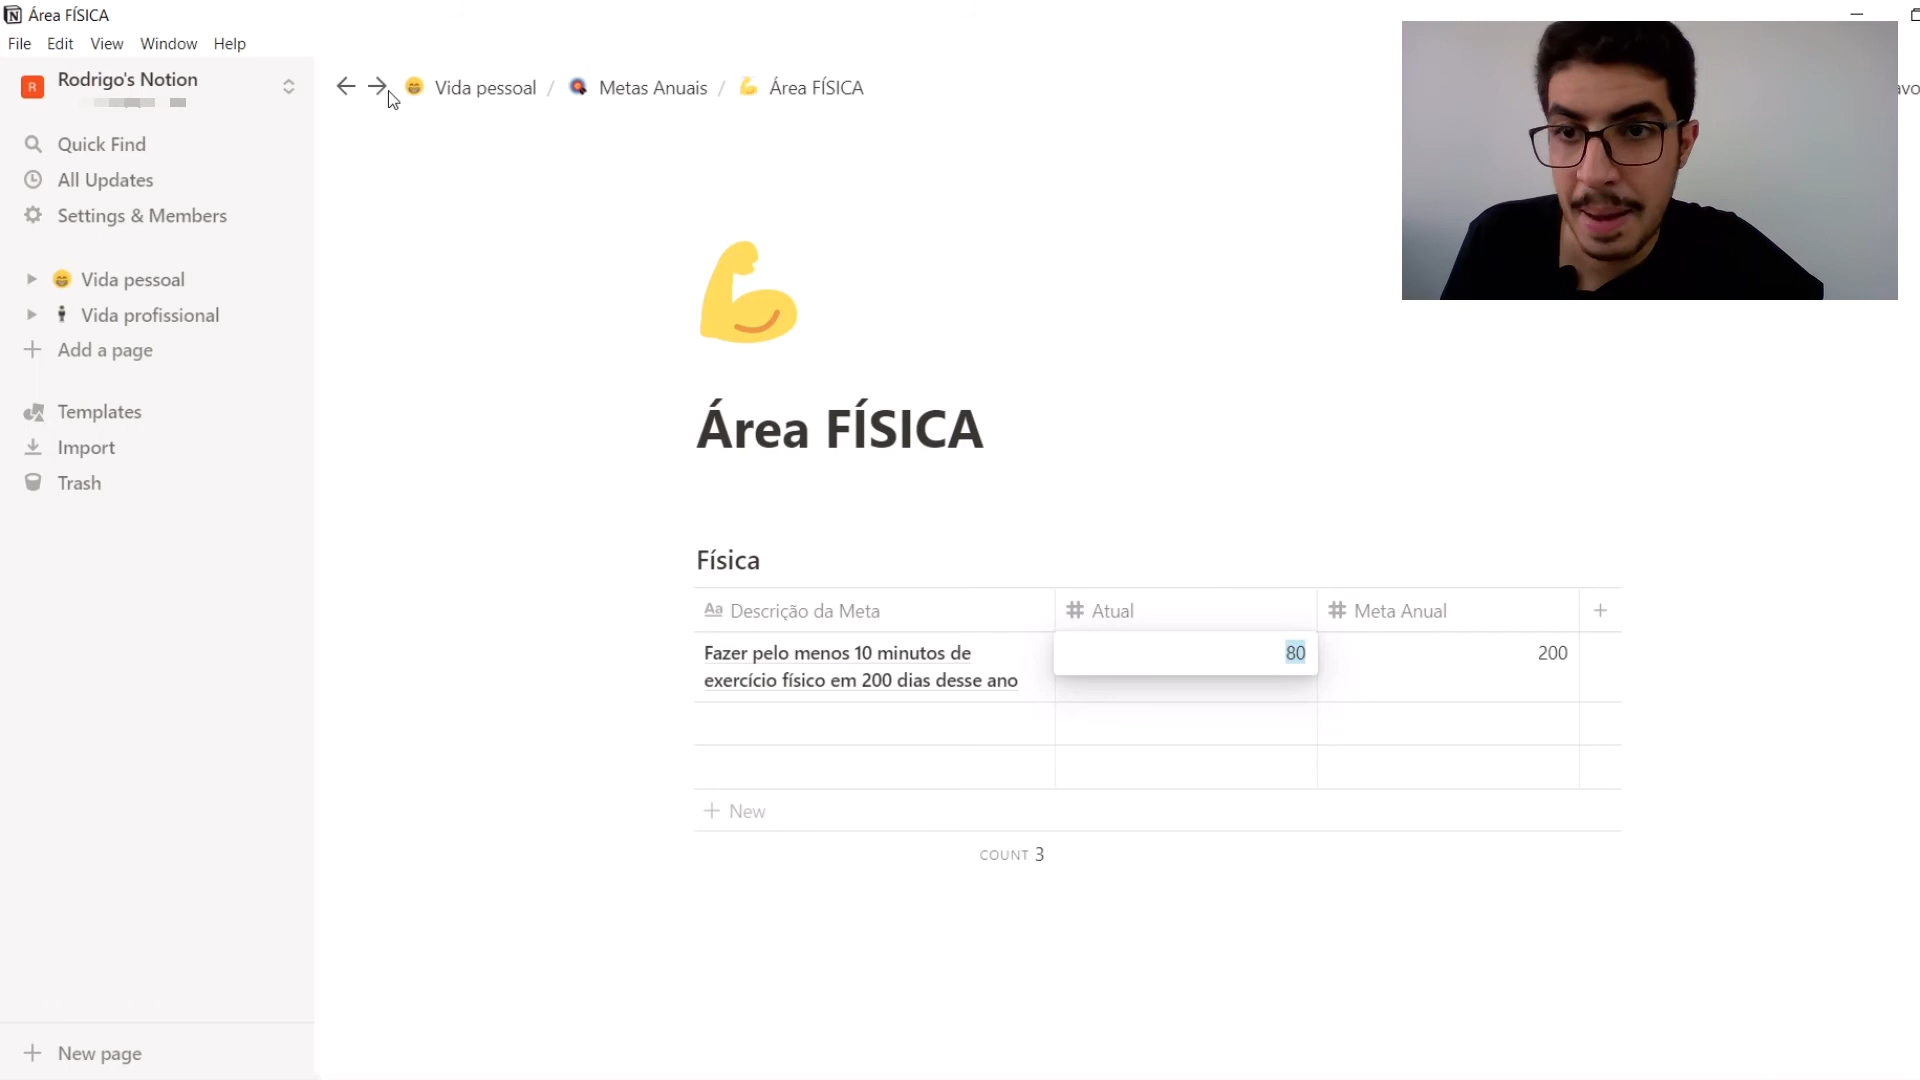 Área FÍSICA
File Edit View Window Help
R Rodrigo's Notion
Vida pessoal / Metas Anuais / Área FÍSICA
Quick Find
All Updates
Settings & Members
Vida pessoal
Vida profissional
Add a page
Templates
Import
Trash
New page
Área FÍSICA
Física
Aa Descrição da Meta # Atual # Meta Anual +
Fazer pelo menos 10 minutos de
exercício físico em 200 dias desse ano
80 200
+ New
COUNT 3